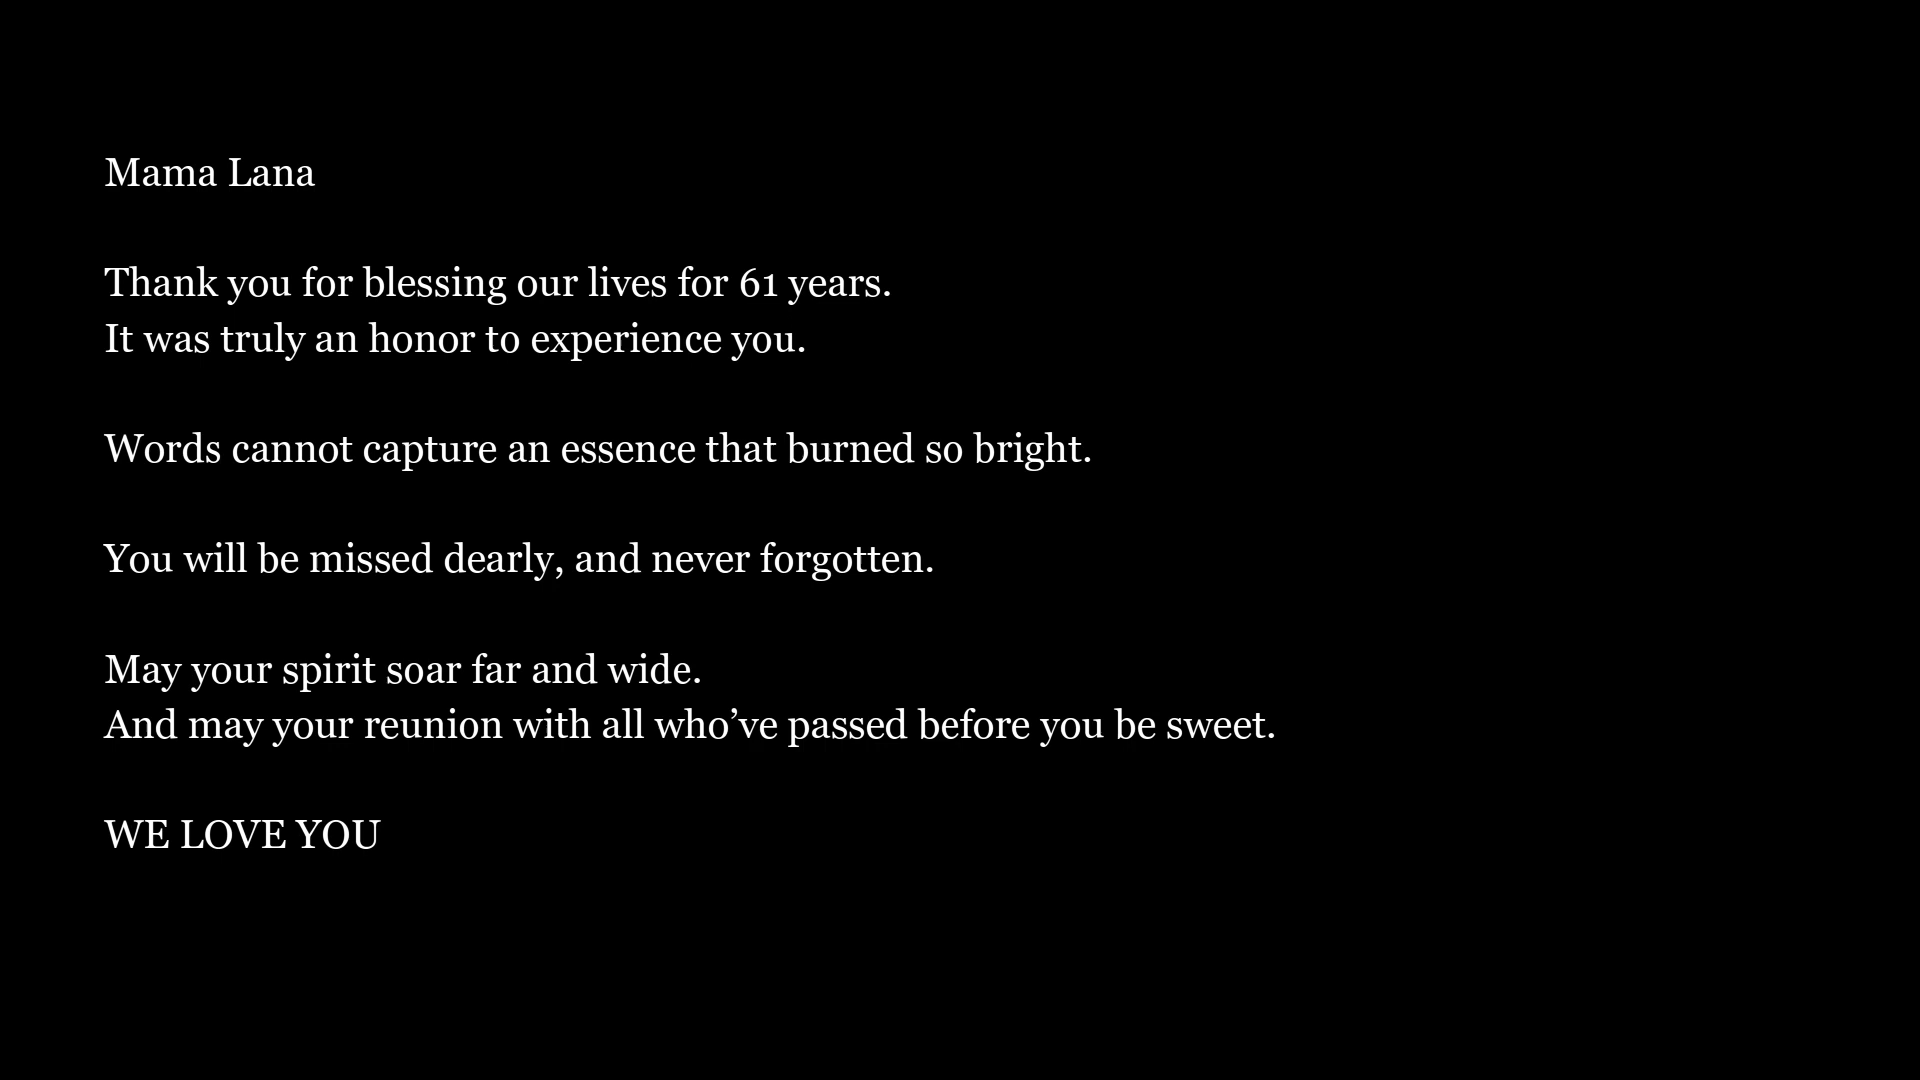 Mama Lana
Thank you for blessing our lives for 61 years.
It was truly an honor to experience you.
Words cannot capture an essence that burned so bright.
You will be missed dearly, and never forgotten.
May your spirit soar far and wide.
And may your reunion with all who’ve passed before you be sweet.
WE LOVE YOU